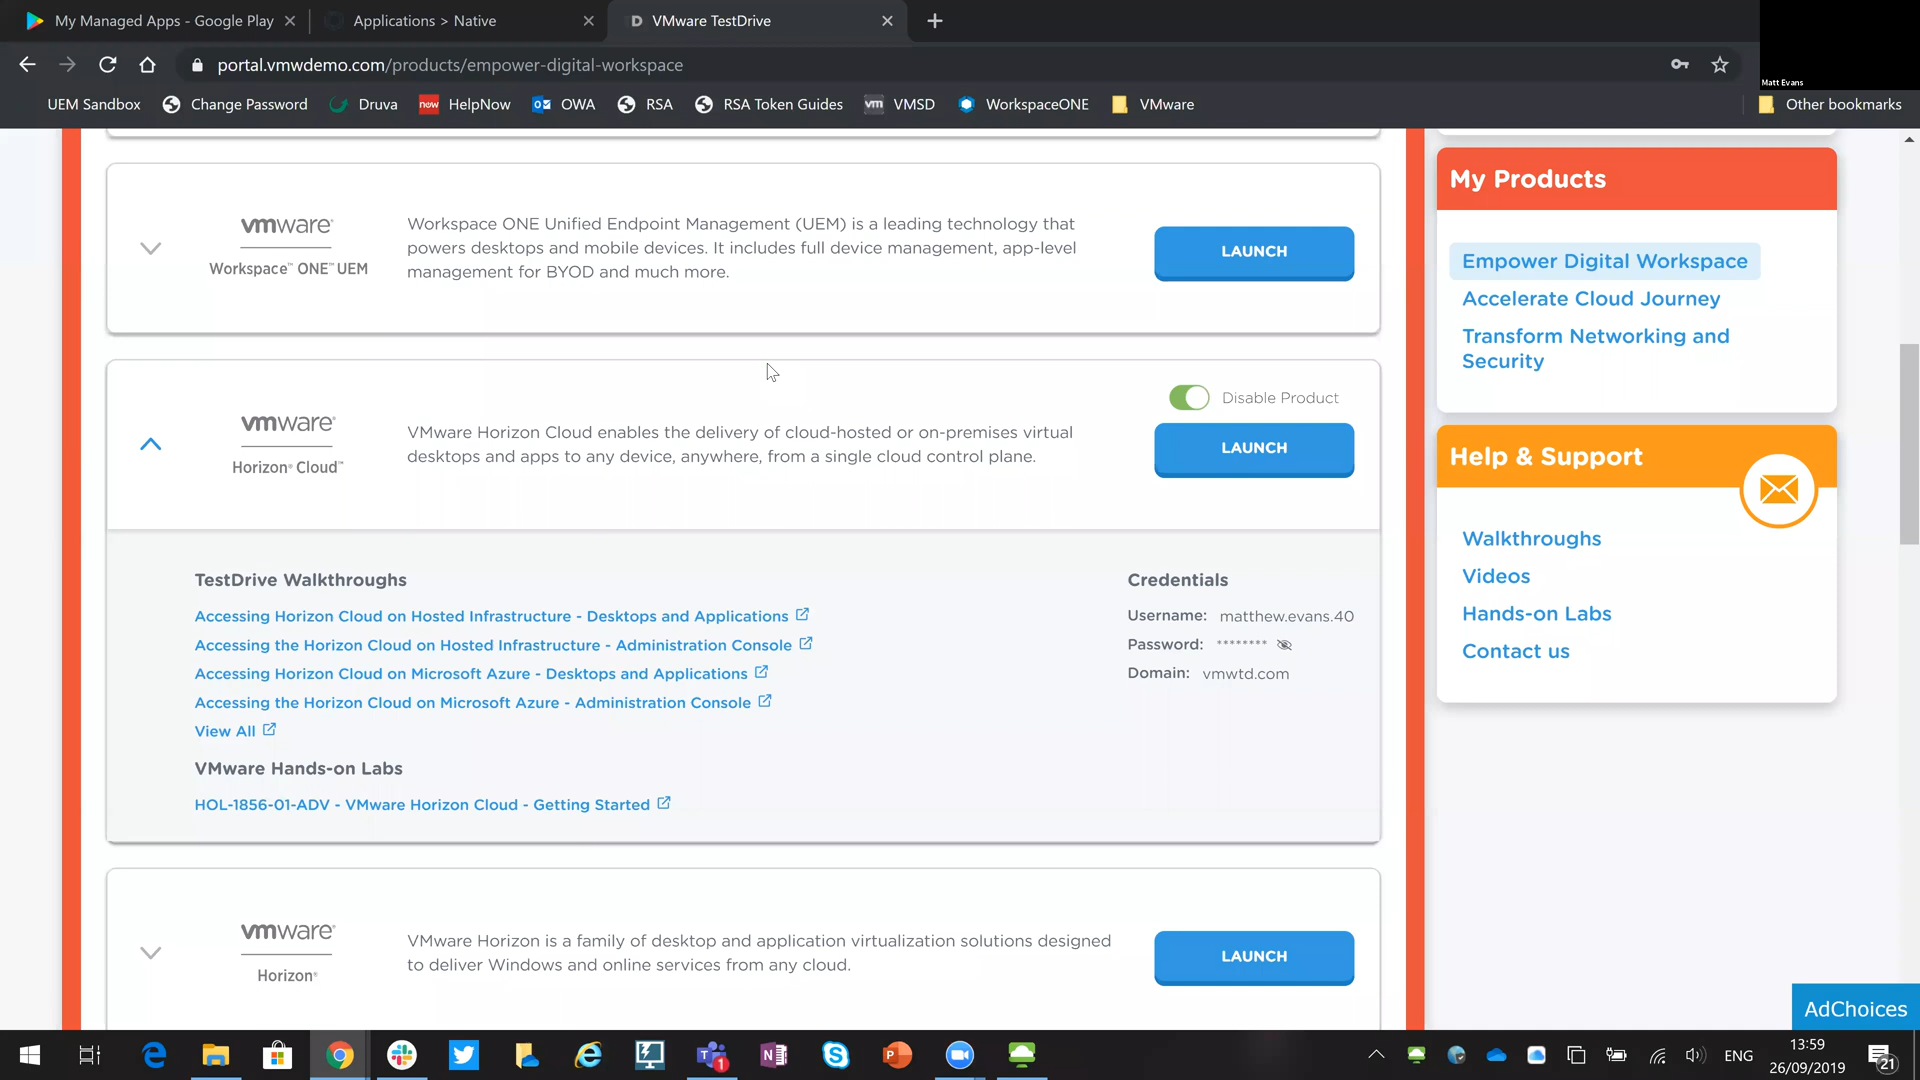 My Managed Apps - Google Play
Applications > Native
D VMware TestDrive
Matt Evans
portal.vmwdemo.com/products/empower-digital-workspace
UEM Sandbox
Change Password
Druva
now HelpNow
OWA
RSA
RSA Token Guides
vm VMSD
WorkspaceONE
VMware
Other bookmarks
vmware®
Workspace™ ONE™ UEM
Workspace ONE Unified Endpoint Management (UEM) is a leading technology that
powers desktops and mobile devices. It includes full device management, app-level
management for BYOD and much more.
LAUNCH
vmware®
Horizon® Cloud™
VMware Horizon Cloud enables the delivery of cloud-hosted or on-premises virtual
desktops and apps to any device, anywhere, from a single cloud control plane.
Disable Product
LAUNCH
TestDrive Walkthroughs
Accessing Horizon Cloud on Hosted Infrastructure - Desktops and Applications
Accessing the Horizon Cloud on Hosted Infrastructure - Administration Console
Accessing Horizon Cloud on Microsoft Azure - Desktops and Applications
Accessing the Horizon Cloud on Microsoft Azure - Administration Console
View All
VMware Hands-on Labs
HOL-1856-01-ADV - VMware Horizon Cloud - Getting Started
Credentials
Username: matthew.evans.40
Password: ********
Domain: vmwtd.com
vmware®
Horizon®
VMware Horizon is a family of desktop and application virtualization solutions designed
to deliver Windows and online services from any cloud.
LAUNCH
My Products
Empower Digital Workspace
Accelerate Cloud Journey
Transform Networking and
Security
Help & Support
Walkthroughs
Videos
Hands-on Labs
Contact us
AdChoices
1
ENG
13:59
26/09/2019
21